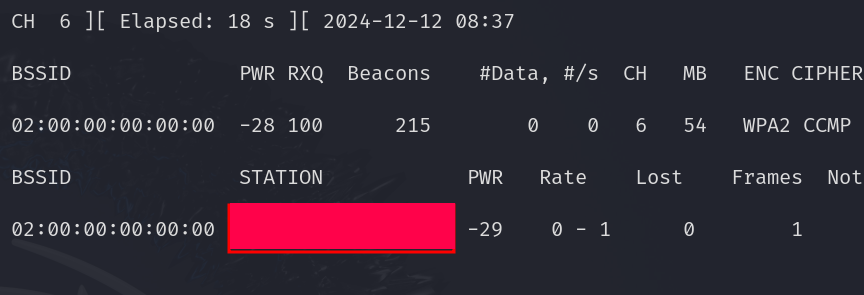 CH 6 ][ Elapsed: 18 s ][ 2024-12-12 08:37
BSSID PWR RXQ Beacons #Data, #/s CH MB ENC CIPHER
02:00:00:00:00:00 -28 100 215 0 0 6 54 WPA2 CCMP
BSSID STATION PWR Rate Lost Frames Not
02:00:00:00:00:00 -29 0 - 1 0 1